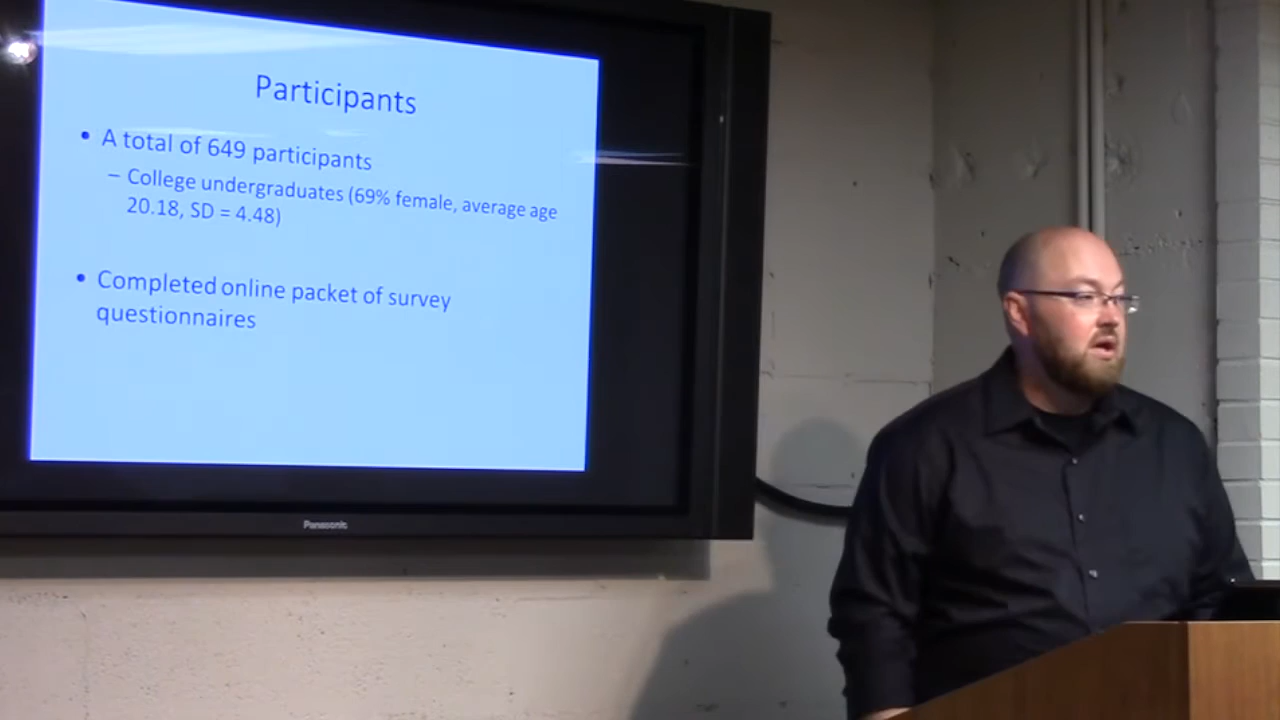 Participants
• A total of 649 participants
– College undergraduates (69% female, average age
20.18, SD = 4.48)
• Completed online packet of survey
questionnaires
Panasonic